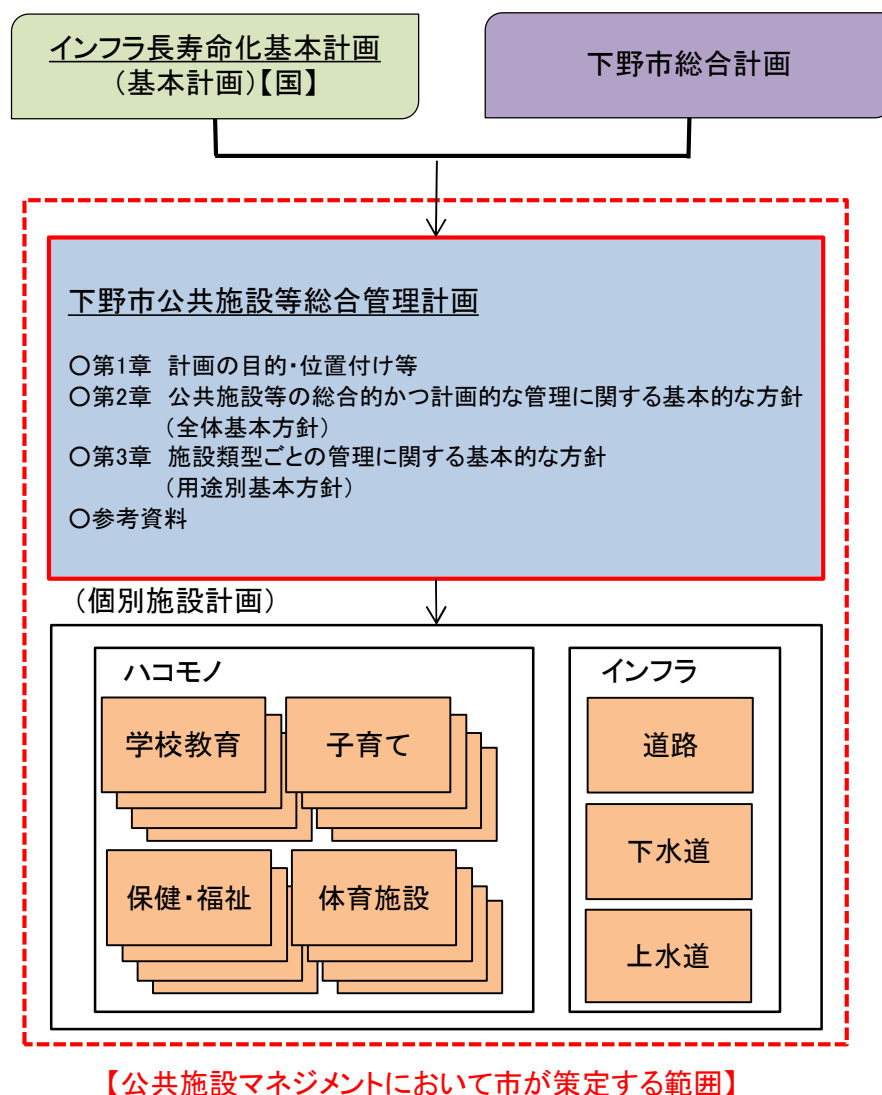 インフラ長寿命化基本計画
(基本計画)【国】
下野市総合計画
下野市公共施設等総合管理計画
○第1章 計画の目的・位置付け等
○第2章 公共施設等の総合的かつ計画的な管理に関する基本的な方針
(全体基本方針)
○第3章 施設類型ごとの管理に関する基本的な方針
(用途別基本方針)
○参考資料
(個別施設計画)
ハコモノ
学校教育
子育て
保健・福祉
体育施設
インフラ
道路
下水道
上水道
【公共施設マネジメントにおいて市が策定する範囲】